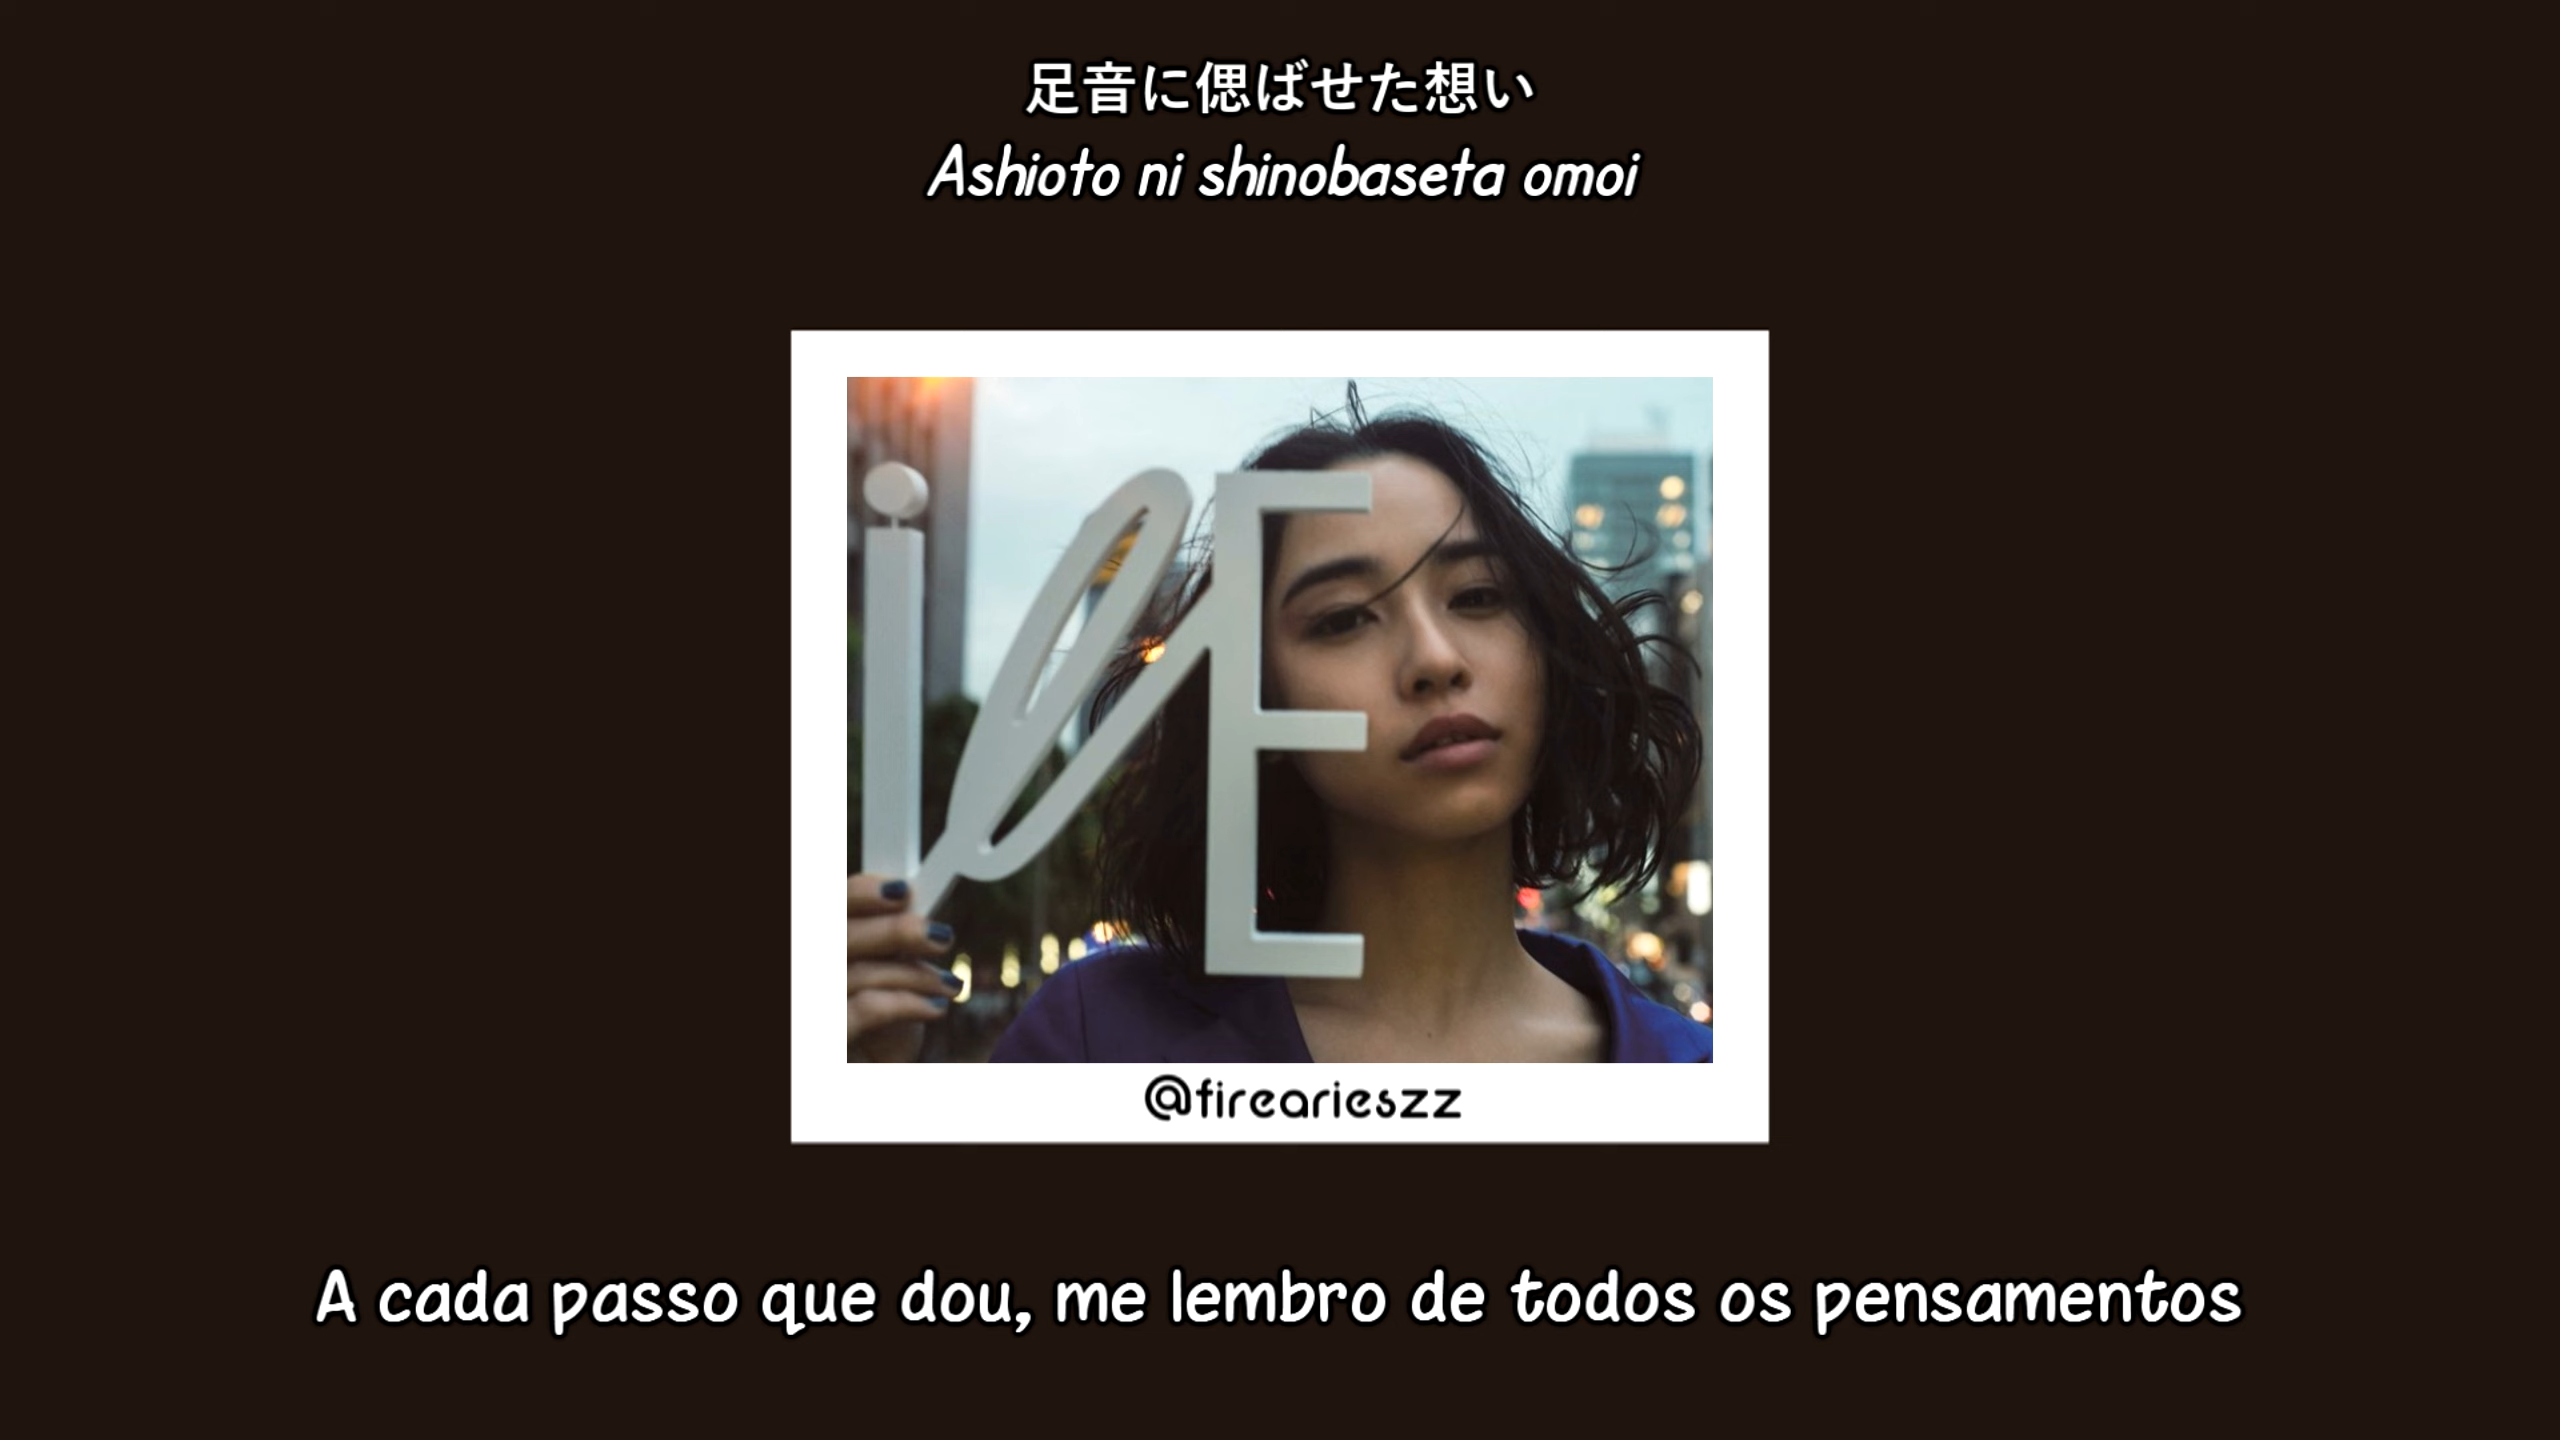 足音に偲ばせた想い
Ashioto ni shinobaseta omoi
ilE
@firearieszz
A cada passo que dou, me lembro de todos os pensamentos